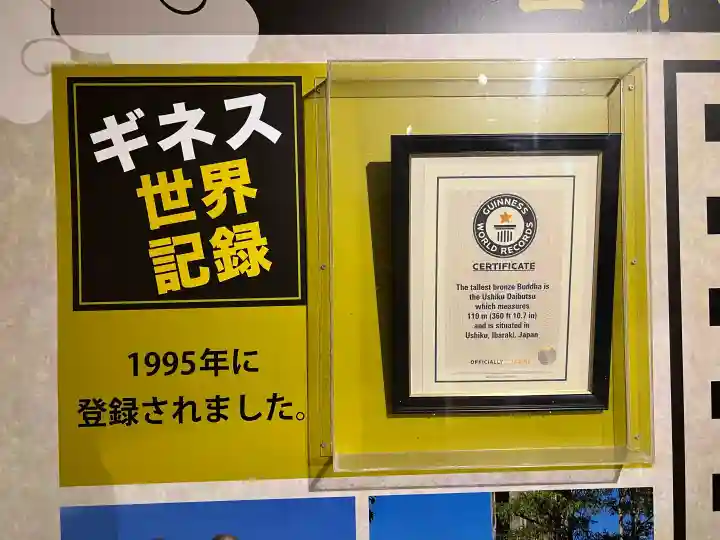 ギネス
世界
記録
1995年に
登録されました。
GUINNESS
WORLD RECORDS
CERTIFICATE
The tallest bronze Buddha is
the Ushiku Daibutsu
which measures
110 m (360 ft 10.7 in)
and is situated in
Ushiku, Ibaraki, Japan
OFFICIALLY